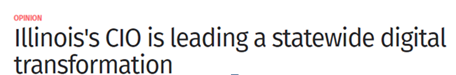 OPINION
Illinois's CIO is leading a statewide digital
transformation